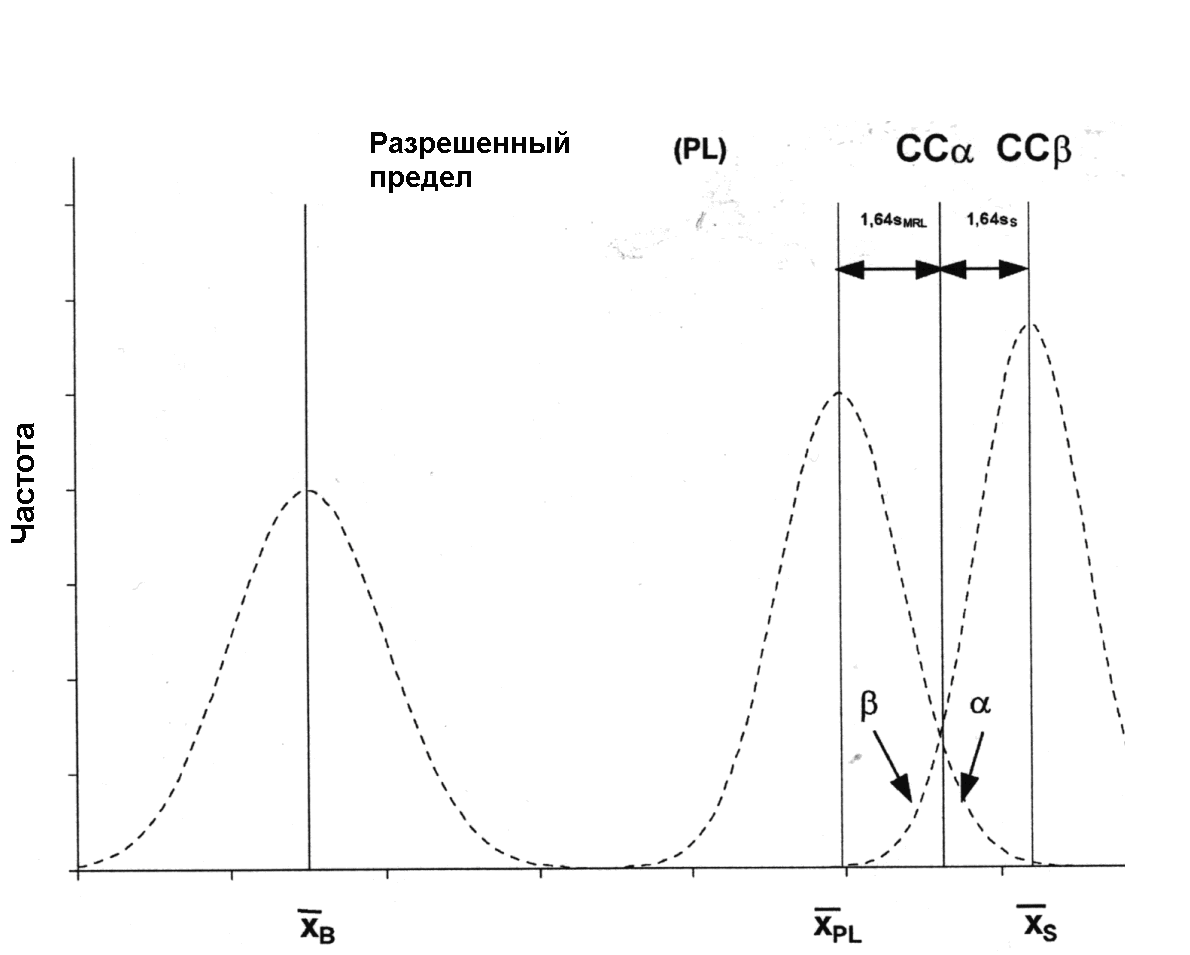 Разрешенный (PL) CCα CCβ
предел
1,64sMRL 1,64sS
Частота
β α
x̅B x̅PL x̅S